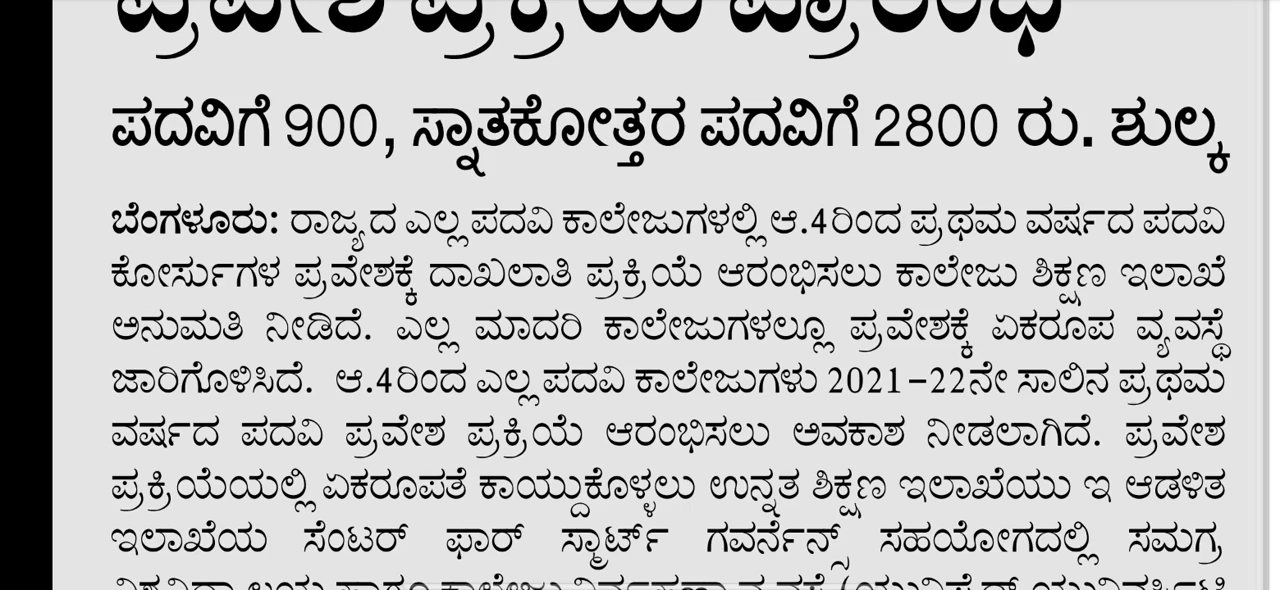 ಪ್ರವೇಶ ಪ್ರಕ್ರಿಯೆ ಪ್ರಾರಂಭ
ಪದವಿಗೆ 900, ಸ್ನಾತಕೋತ್ತರ ಪದವಿಗೆ 2800 ರು. ಶುಲ್ಕ
ಬೆಂಗಳೂರು: ರಾಜ್ಯದ ಎಲ್ಲ ಪದವಿ ಕಾಲೇಜುಗಳಲ್ಲಿ ಆ.4ರಿಂದ ಪ್ರಥಮ ವರ್ಷದ ಪದವಿ
ಕೋರ್ಸುಗಳ ಪ್ರವೇಶಕ್ಕೆ ದಾಖಲಾತಿ ಪ್ರಕ್ರಿಯೆ ಆರಂಭಿಸಲು ಕಾಲೇಜು ಶಿಕ್ಷಣ ಇಲಾಖೆ
ಅನುಮತಿ ನೀಡಿದೆ. ಎಲ್ಲ ಮಾದರಿ ಕಾಲೇಜುಗಳಲ್ಲೂ ಪ್ರವೇಶಕ್ಕೆ ಏಕರೂಪ ವ್ಯವಸ್ಥೆ
ಜಾರಿಗೊಳಿಸಿದೆ. ಆ.4ರಿಂದ ಎಲ್ಲ ಪದವಿ ಕಾಲೇಜುಗಳು 2021-22ನೇ ಸಾಲಿನ ಪ್ರಥಮ
ವರ್ಷದ ಪದವಿ ಪ್ರವೇಶ ಪ್ರಕ್ರಿಯೆ ಆರಂಭಿಸಲು ಅವಕಾಶ ನೀಡಲಾಗಿದೆ. ಪ್ರವೇಶ
ಪ್ರಕ್ರಿಯೆಯಲ್ಲಿ ಏಕರೂಪತೆ ಕಾಯ್ದುಕೊಳ್ಳಲು ಉನ್ನತ ಶಿಕ್ಷಣ ಇಲಾಖೆಯು ಇ ಆಡಳಿತ
ಇಲಾಖೆಯ ಸೆಂಟರ್ ಫಾರ್ ಸ್ಮಾರ್ಟ್ ಗವರ್ನೆನ್ಸ್ ಸಹಯೋಗದಲ್ಲಿ ಸಮಗ್ರ